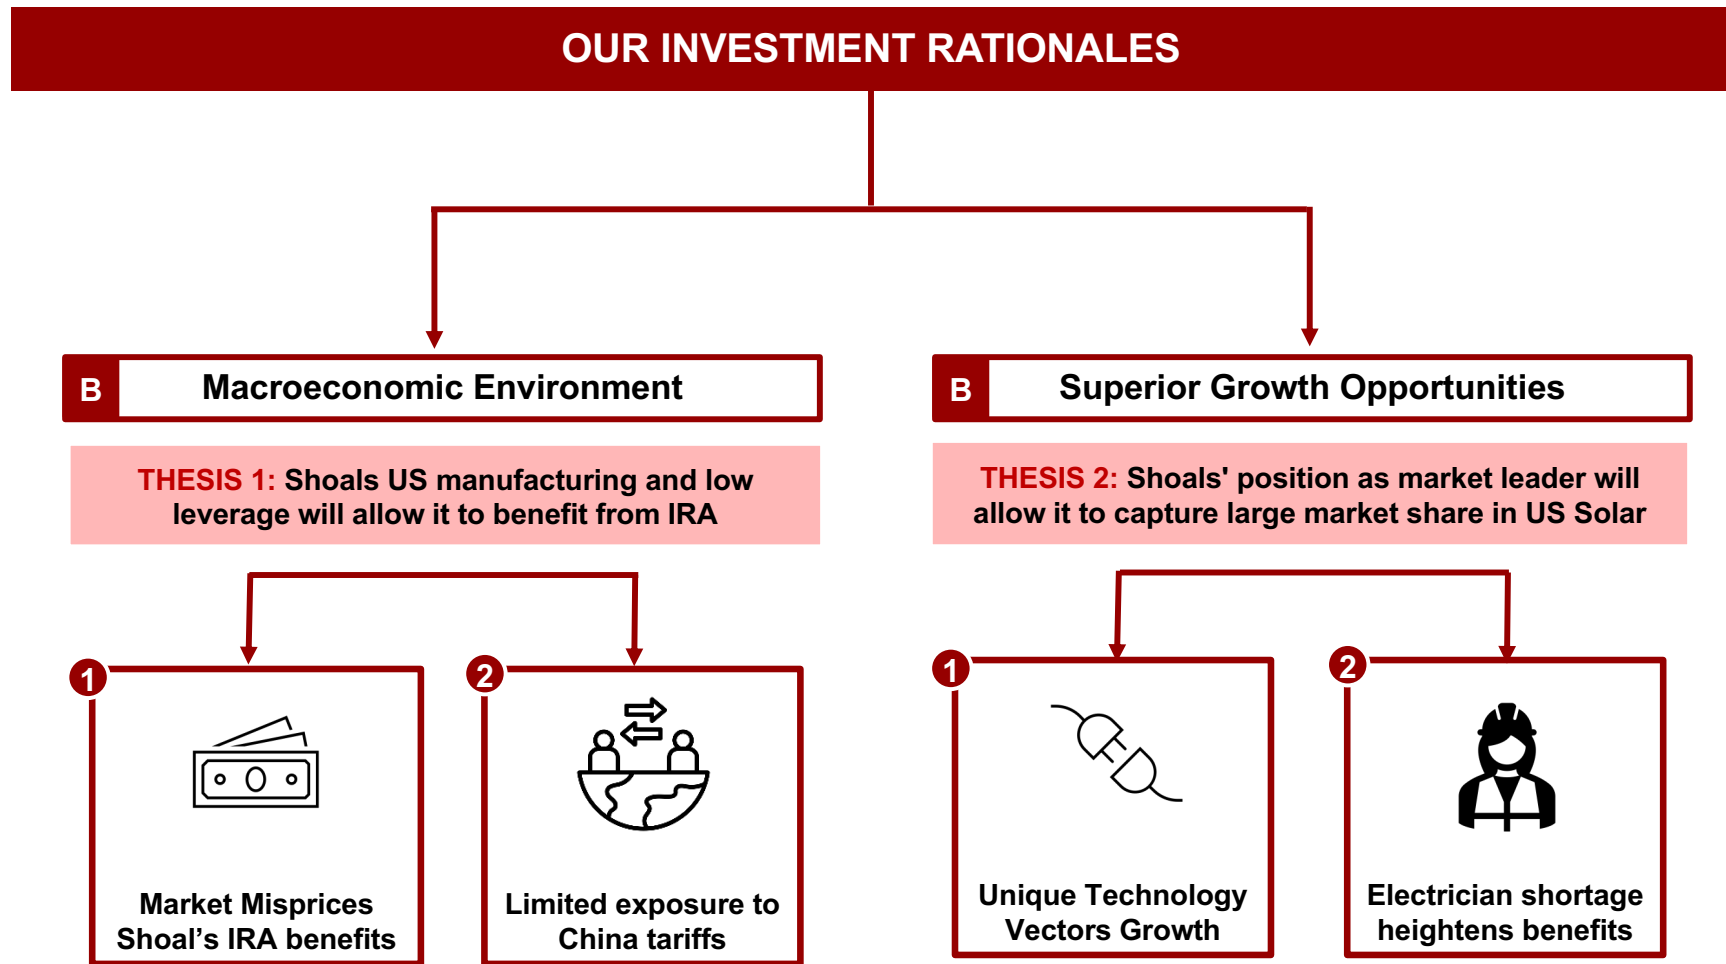 OUR INVESTMENT RATIONALES
B
Macroeconomic Environment
THESIS 1: Shoals US manufacturing and low
leverage will allow it to benefit from IRA
1
Market Misprices
Shoal’s IRA benefits
2
Limited exposure to
China tariffs
B
Superior Growth Opportunities
THESIS 2: Shoals' position as market leader will
allow it to capture large market share in US Solar
1
Unique Technology
Vectors Growth
2
Electrician shortage
heightens benefits